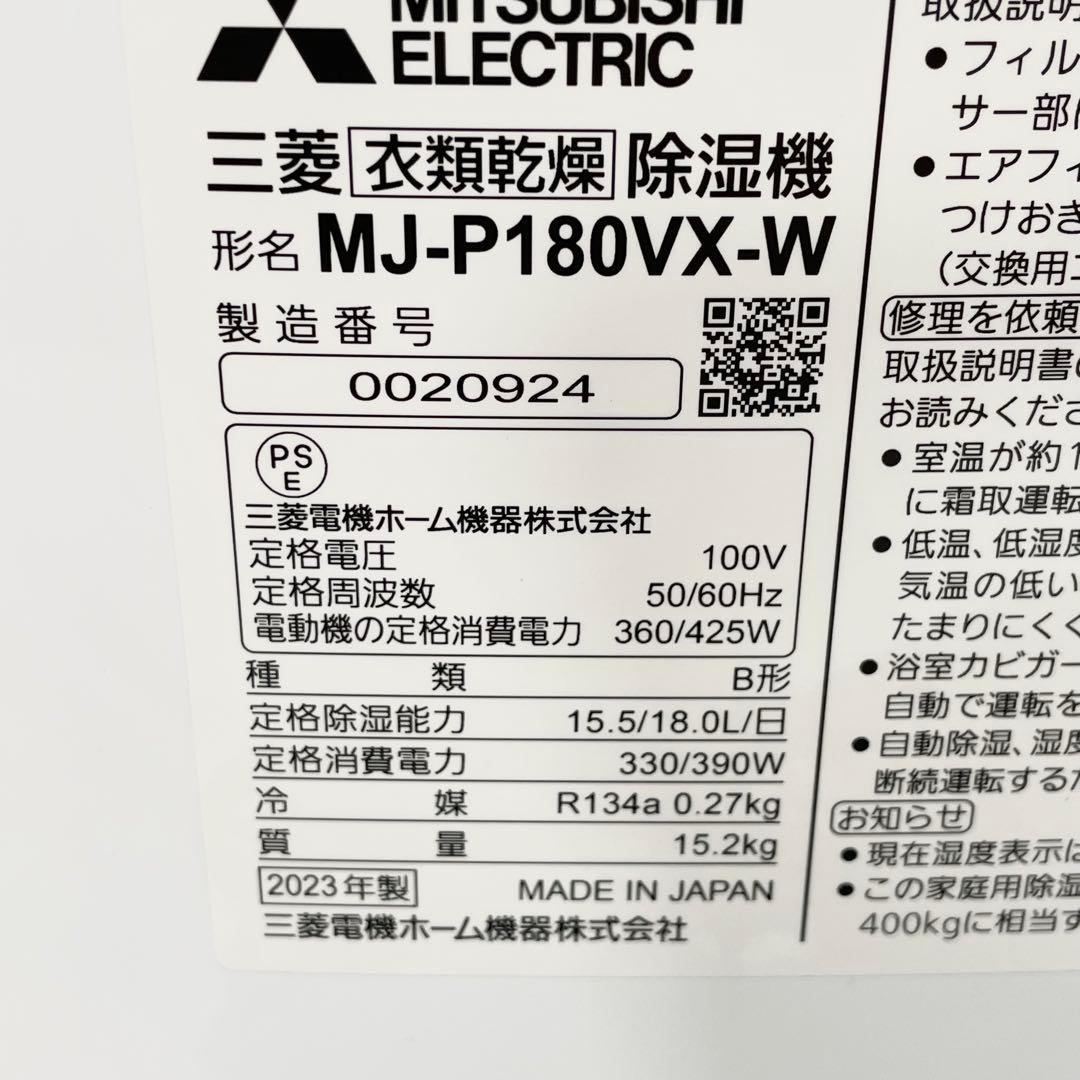 MITSUBISHI
ELECTRIC
三菱 衣類乾燥 除湿機
形名 MJ-P180VX-W
製造番号
0020924
PS
E
三菱電機ホーム機器株式会社
定格電圧 100V
定格周波数 50/60Hz
電動機の定格消費電力 360/425W
種類 B形
定格除湿能力 15.5/18.0L/日
定格消費電力 330/390W
冷媒 R134a 0.27kg
質量 15.2kg
2023年製 MADE IN JAPAN
三菱電機ホーム機器株式会社
取扱説明
●フィル
サー部
●エアフィ
つけおき
(交換用
修理を依頼
取扱説明書
お読みくださ
●室温が約1
に霜取運転
●低温、低湿度
気温の低い
たまりにくく
●浴室カビガー
自動で運転を
●自動除湿、湿度
断続運転するた
お知らせ
●現在湿度表示は
●この家庭用除湿
400kgに相当す